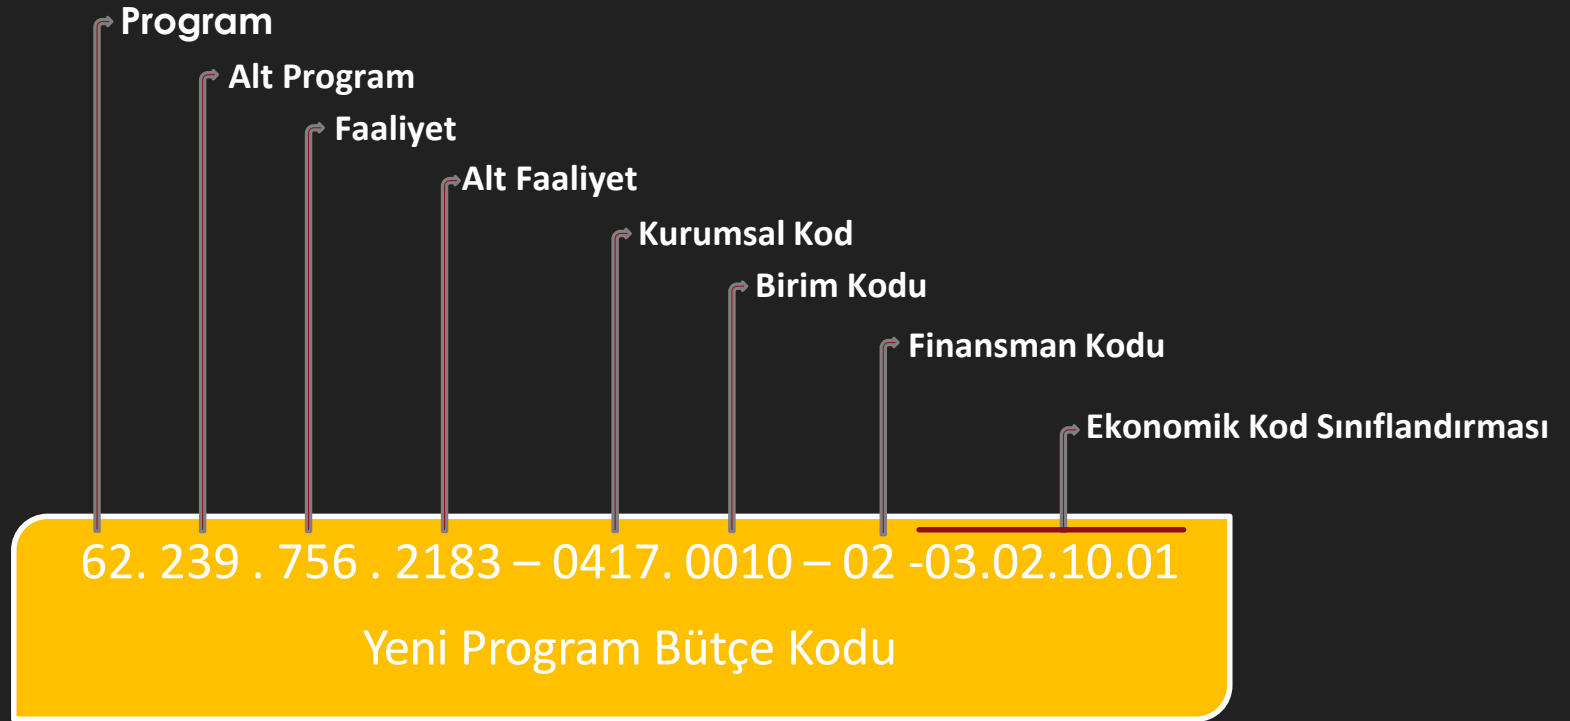 Program
Alt Program
Faaliyet
Alt Faaliyet
Kurumsal Kod
Birim Kodu
Finansman Kodu
Ekonomik Kod Sınıflandırması
62. 239 . 756 . 2183 – 0417. 0010 – 02 -03.02.10.01
Yeni Program Bütçe Kodu